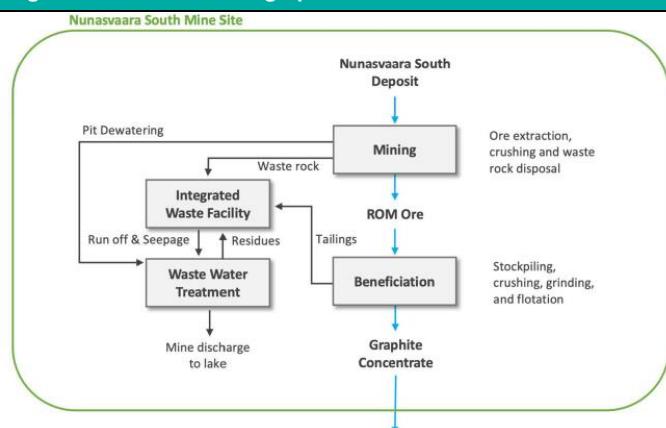 Nunasvaara South Mine Site
Nunasvaara South
Deposit
Pit Dewatering
Mining
Ore extraction,
crushing and waste
rock disposal
Waste rock
Integrated
Waste Facility
ROM Ore
Run off & Seepage
Residues
Tailings
Waste Water
Treatment
Beneficiation
Stockpiling,
crushing, grinding,
and flotation
Mine discharge
to lake
Graphite
Concentrate